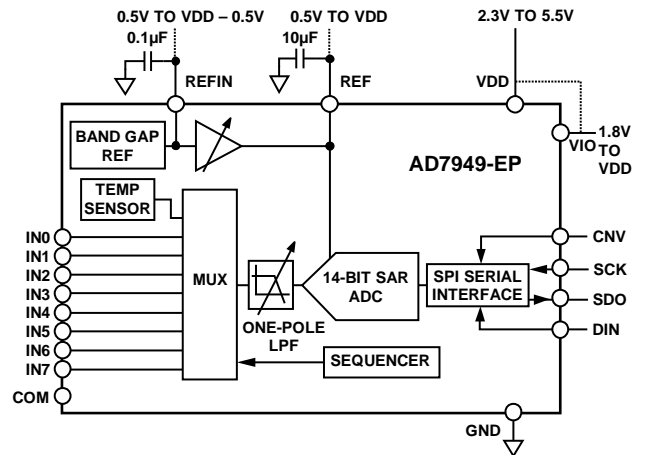 0.5V TO VDD – 0.5V
0.5V TO VDD
2.3V TO 5.5V
0.1µF
10µF
REFIN
REF
VDD
BAND GAP
REF
VIO
1.8V
TO
VDD
AD7949-EP
TEMP
SENSOR
IN0
IN1
IN2
IN3
IN4
IN5
IN6
IN7
COM
MUX
ONE-POLE
LPF
14-BIT SAR
ADC
SPI SERIAL
INTERFACE
CNV
SCK
SDO
DIN
SEQUENCER
GND